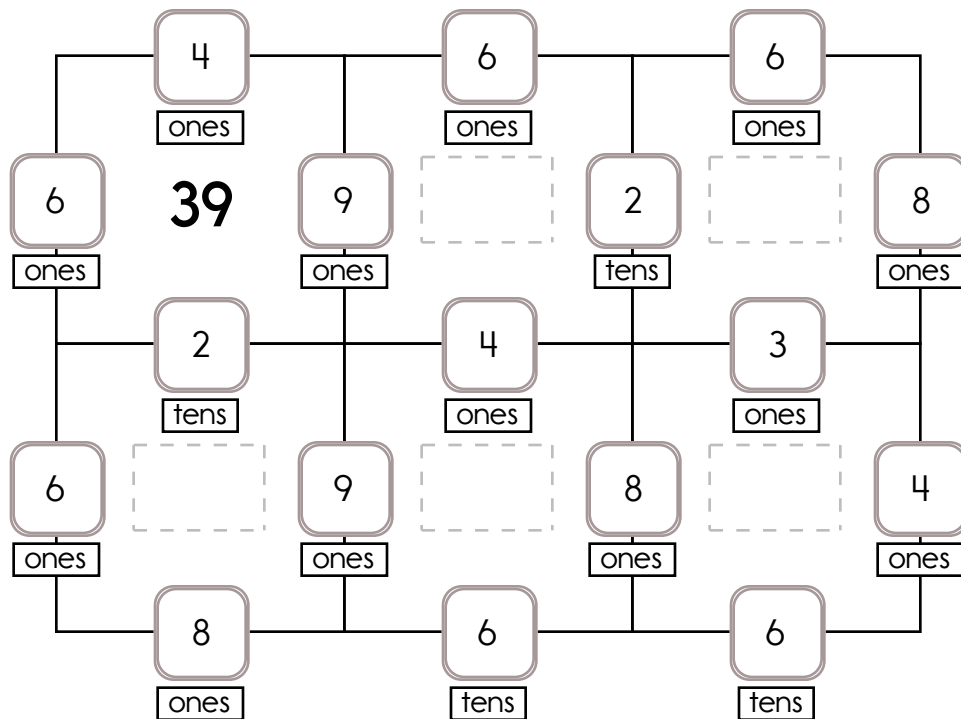 4 6 6
ones ones ones
6 39 9 2 8
ones ones tens ones
2 4 3
tens ones ones
6 9 8 4
ones ones ones ones
8 6 6
ones tens tens